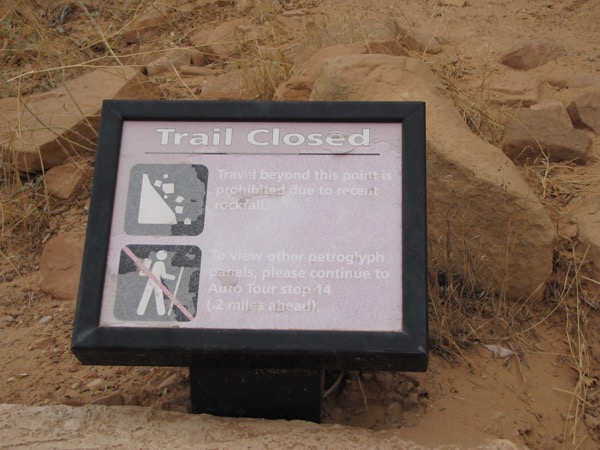 Trail Closed
Travel beyond this point is
prohibited due to recent
rockfall.
To view other petroglyph
panels, please continue to
Auto Tour stop 14
(.2 miles ahead).